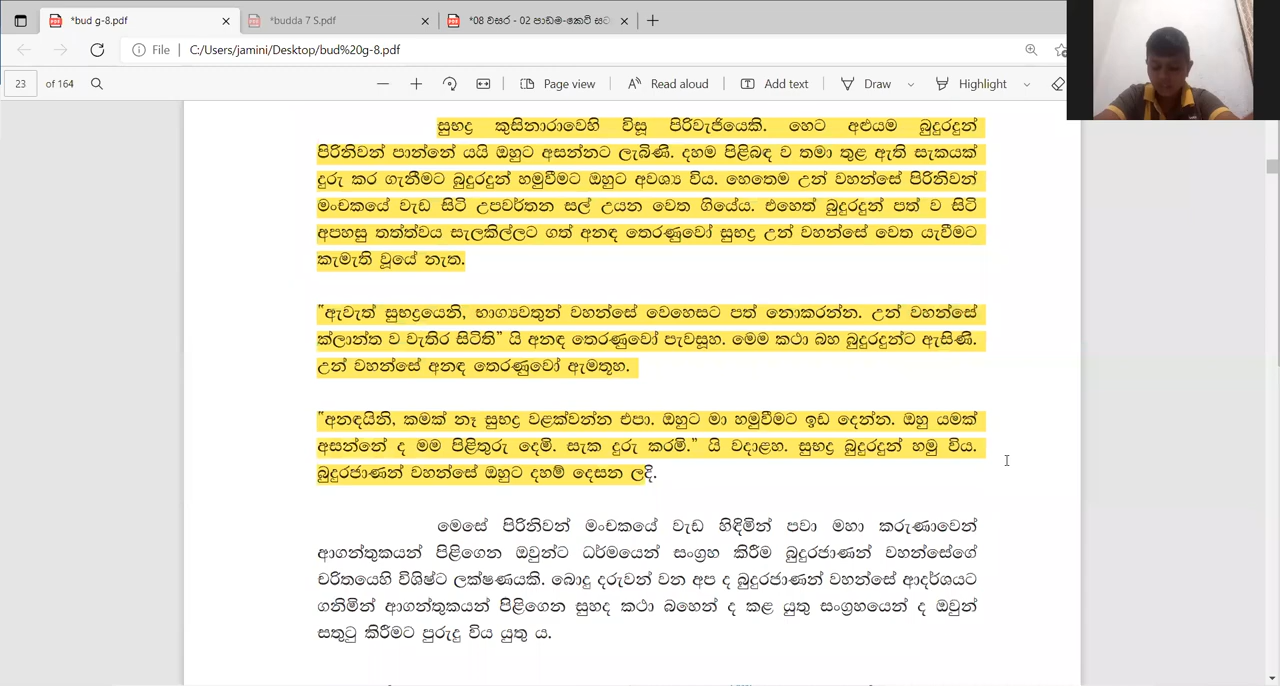 *bud g-8.pdf
*budda 7 S.pdf
*08 වසර - 02 පාඩම-කෙටි සට
File
C:/Users/jamini/Desktop/bud%20g-8.pdf
23 of 164
Page view
Read aloud
Add text
Draw
Highlight
සුභද්‍ර කුසිනාරාවෙහි විසූ පිරිවැජියෙකි. හෙට අළුයම බුදුරදුන්
පිරිනිවන් පාන්නේ යයි ඔහුට අසන්නට ලැබිණි. දහම පිළිබඳ ව තමා තුළ ඇති සැකයක්
දුරු කර ගැනීමට බුදුරදුන් හමුවීමට ඔහුට අවශ්‍ය විය. හෙතෙම උන් වහන්සේ පිරිනිවන්
මංචකයේ වැඩ සිටි උපවර්තන සල් උයන වෙත ගියේය. එහෙත් බුදුරදුන් පත් ව සිටි
අපහසු තත්ත්වය සැලකිල්ලට ගත් අනඳ තෙරණුවෝ සුභද්‍ර උන් වහන්සේ වෙත යැවීමට
කැමැති වූයේ නැත.
“ඇවැත් සුභද්‍රයෙනි, භාග්‍යවතුන් වහන්සේ වෙහෙසට පත් නොකරන්න. උන් වහන්සේ
ක්ලාන්ත ව වැතිර සිටිති” යි අනඳ තෙරණුවෝ පැවසූහ. මෙම කථා බහ බුදුරදුන්ට ඇසිණි.
උන් වහන්සේ අනඳ තෙරණුවෝ ඇමතූහ.
“අනඳයිනි, කමක් නෑ සුභද්‍ර වළක්වන්න එපා. ඔහුට මා හමුවීමට ඉඩ දෙන්න. ඔහු යමක්
අසන්නේ ද මම පිළිතුරු දෙමි. සැක දුරු කරමි.” යි වදාළහ. සුභද්‍ර බුදුරදුන් හමු විය.
බුදුරජාණන් වහන්සේ ඔහුට දහම් දෙසන ලදි.
මෙසේ පිරිනිවන් මංචකයේ වැඩ හිඳිමින් පවා මහා කරුණාවෙන්
ආගන්තුකයන් පිළිගෙන ඔවුන්ට ධර්මයෙන් සංග්‍රහ කිරීම බුදුරජාණන් වහන්සේගේ
චරිතයෙහි විශිෂ්ට ලක්ෂණයකි. බොදු දරුවන් වන අප ද බුදුරජාණන් වහන්සේ ආදර්ශයට
ගනිමින් ආගන්තුකයන් පිළිගෙන සුහද කථා බහෙන් ද කළ යුතු සංග්‍රහයෙන් ද ඔවුන්
සතුටු කිරීමට පුරුදු විය යුතු ය.